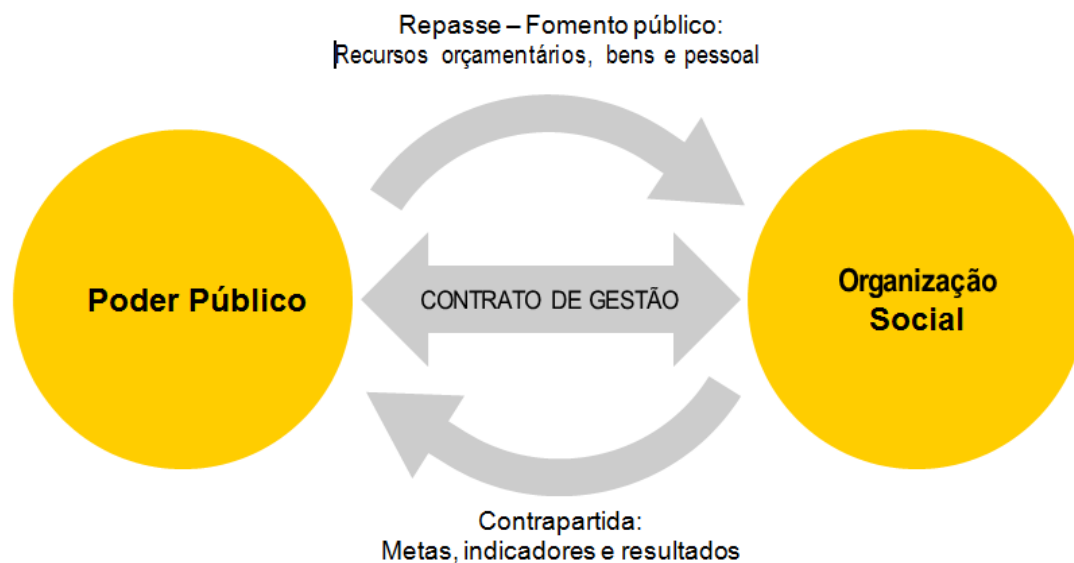 Repasse – Fomento público:
Recursos orçamentários, bens e pessoal
Poder Público
CONTRATO DE GESTÃO
Organização
Social
Contrapartida:
Metas, indicadores e resultados